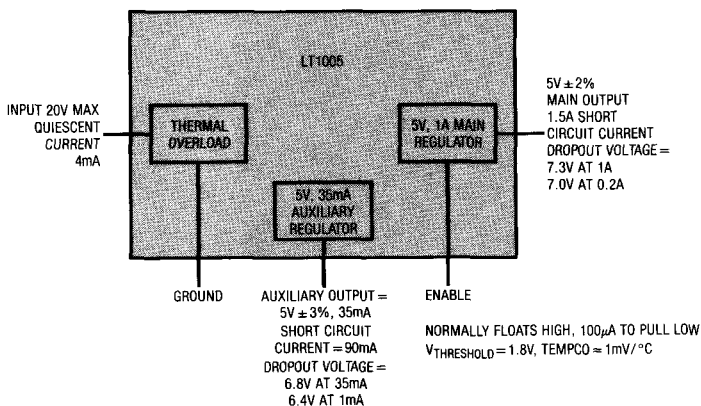 LT1005
INPUT 20V MAX
QUIESCENT
CURRENT
4mA
THERMAL
OVERLOAD
5V, 1A MAIN
REGULATOR
5V ± 2%
MAIN OUTPUT
1.5A SHORT
CIRCUIT CURRENT
DROPOUT VOLTAGE =
7.3V AT 1A
7.0V AT 0.2A
5V, 35mA
AUXILIARY
REGULATOR
GROUND
AUXILIARY OUTPUT =
5V ± 3%, 35mA
SHORT CIRCUIT
CURRENT = 90mA
DROPOUT VOLTAGE =
6.8V AT 35mA
6.4V AT 1mA
ENABLE
NORMALLY FLOATS HIGH, 100µA TO PULL LOW
VTHRESHOLD = 1.8V, TEMPCO ≈ 1mV/°C